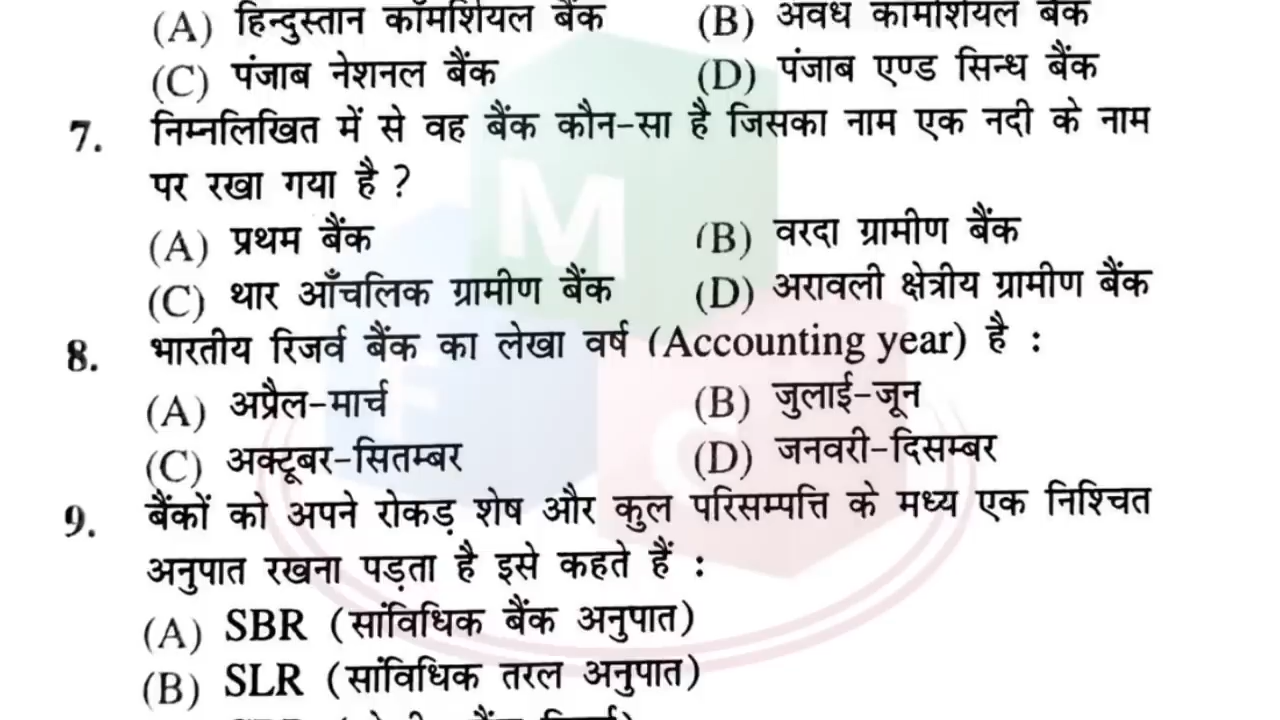 (A) हिन्दुस्तान कॉमर्शियल बैंक (B) अवध कॉमर्शियल बैंक
(C) पंजाब नेशनल बैंक (D) पंजाब एण्ड सिन्ध बैंक
7. निम्नलिखित में से वह बैंक कौन-सा है जिसका नाम एक नदी के नाम
पर रखा गया है ?
(A) प्रथम बैंक (B) वरदा ग्रामीण बैंक
(C) थार आँचलिक ग्रामीण बैंक (D) अरावली क्षेत्रीय ग्रामीण बैंक
8. भारतीय रिजर्व बैंक का लेखा वर्ष (Accounting year) है :
(A) अप्रैल-मार्च (B) जुलाई-जून
(C) अक्टूबर-सितम्बर (D) जनवरी-दिसम्बर
9. बैंकों को अपने रोकड़ शेष और कुल परिसम्पत्ति के मध्य एक निश्चित
अनुपात रखना पड़ता है इसे कहते हैं :
(A) SBR (सांविधिक बैंक अनुपात)
(B) SLR (सांविधिक तरल अनुपात)
M
F
C